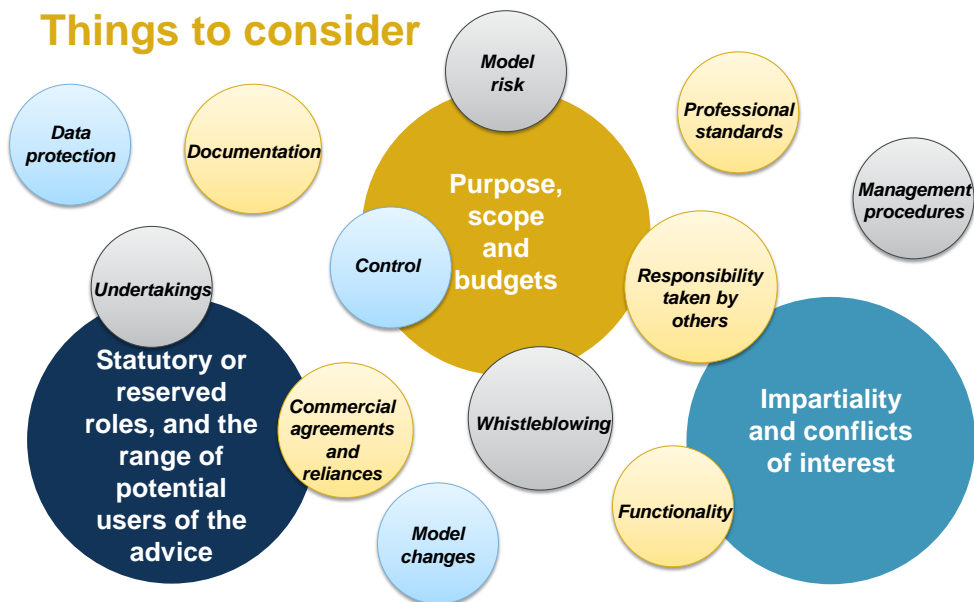 Things to consider
Model
risk
Data
protection
Documentation
Professional
standards
Management
procedures
Purpose,
scope
and
budgets
Control
Undertakings
Responsibility
taken by
others
Statutory or
reserved
roles, and the
range of
potential
users of the
advice
Commercial
agreements
and
reliances
Whistleblowing
Impartiality
and conflicts
of interest
Functionality
Model
changes